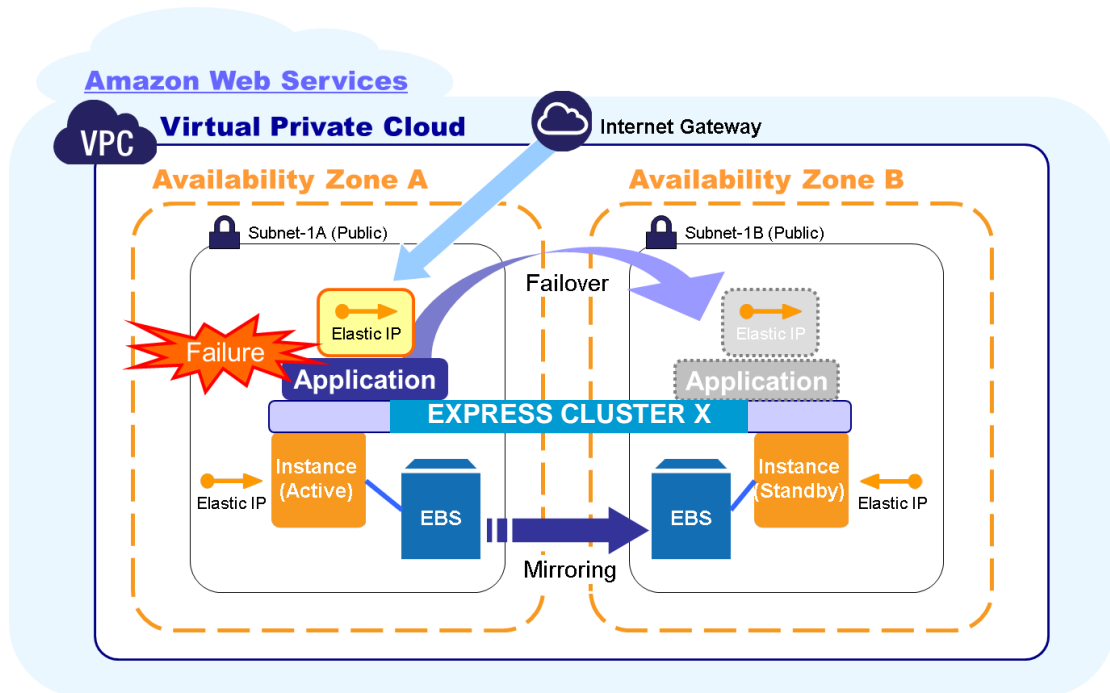 Amazon Web Services
VPC
Virtual Private Cloud
Internet Gateway
Availability Zone A
Availability Zone B
Subnet-1A (Public)
Subnet-1B (Public)
Failover
Elastic IP
Elastic IP
Failure
Application
Application
EXPRESS CLUSTER X
Instance
(Active)
Elastic IP
EBS
EBS
Instance
(Standby)
Elastic IP
Mirroring